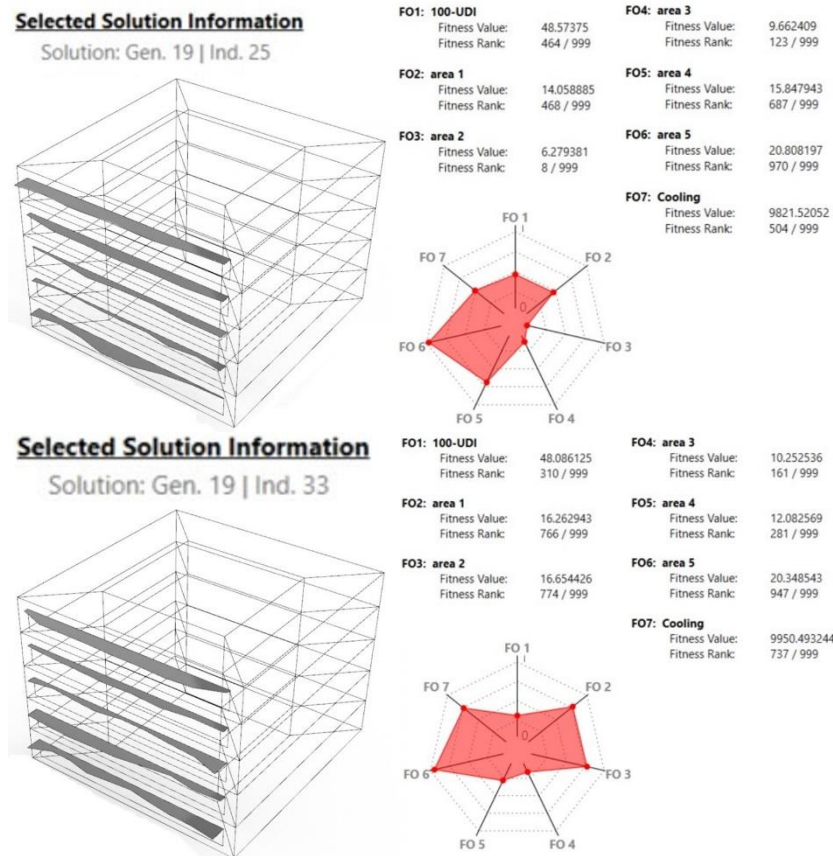 Selected Solution Information
Solution: Gen. 19 | Ind. 25
FO1: 100-UDI
Fitness Value: 48.57375
Fitness Rank: 464 / 999
FO2: area 1
Fitness Value: 14.058885
Fitness Rank: 468 / 999
FO3: area 2
Fitness Value: 6.279381
Fitness Rank: 8 / 999
FO4: area 3
Fitness Value: 9.662409
Fitness Rank: 123 / 999
FO5: area 4
Fitness Value: 15.847943
Fitness Rank: 687 / 999
FO6: area 5
Fitness Value: 20.808197
Fitness Rank: 970 / 999
FO7: Cooling
Fitness Value: 9821.52052
Fitness Rank: 504 / 999
FO 1
1
FO 7
FO 2
0
FO 6
FO 3
FO 5
FO 4
Selected Solution Information
Solution: Gen. 19 | Ind. 33
FO1: 100-UDI
Fitness Value: 48.086125
Fitness Rank: 310 / 999
FO2: area 1
Fitness Value: 16.262943
Fitness Rank: 766 / 999
FO3: area 2
Fitness Value: 16.654426
Fitness Rank: 774 / 999
FO4: area 3
Fitness Value: 10.252536
Fitness Rank: 161 / 999
FO5: area 4
Fitness Value: 12.082569
Fitness Rank: 281 / 999
FO6: area 5
Fitness Value: 20.348543
Fitness Rank: 947 / 999
FO7: Cooling
Fitness Value: 9950.493244
Fitness Rank: 737 / 999
FO 1
1
FO 7
FO 2
0
FO 6
FO 3
FO 5
FO 4